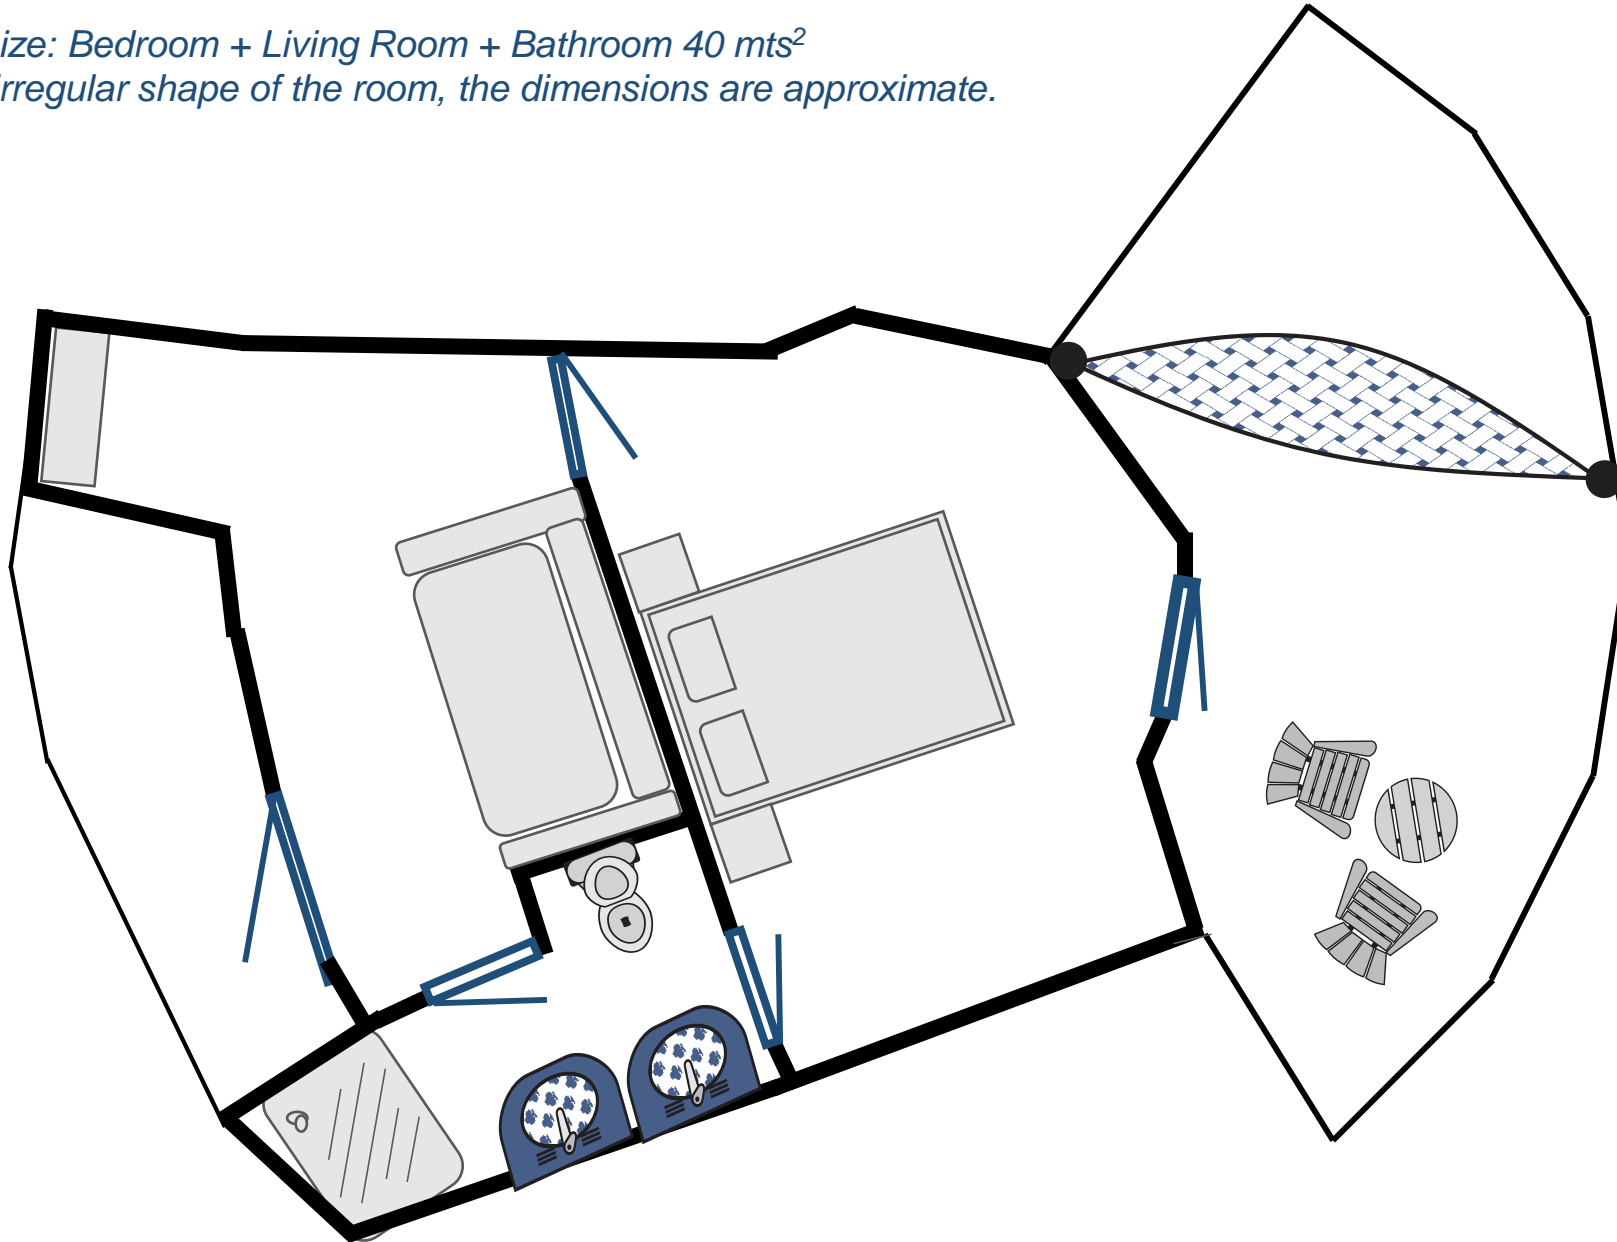 ize: Bedroom + Living Room + Bathroom 40 mts²
irregular shape of the room, the dimensions are approximate.